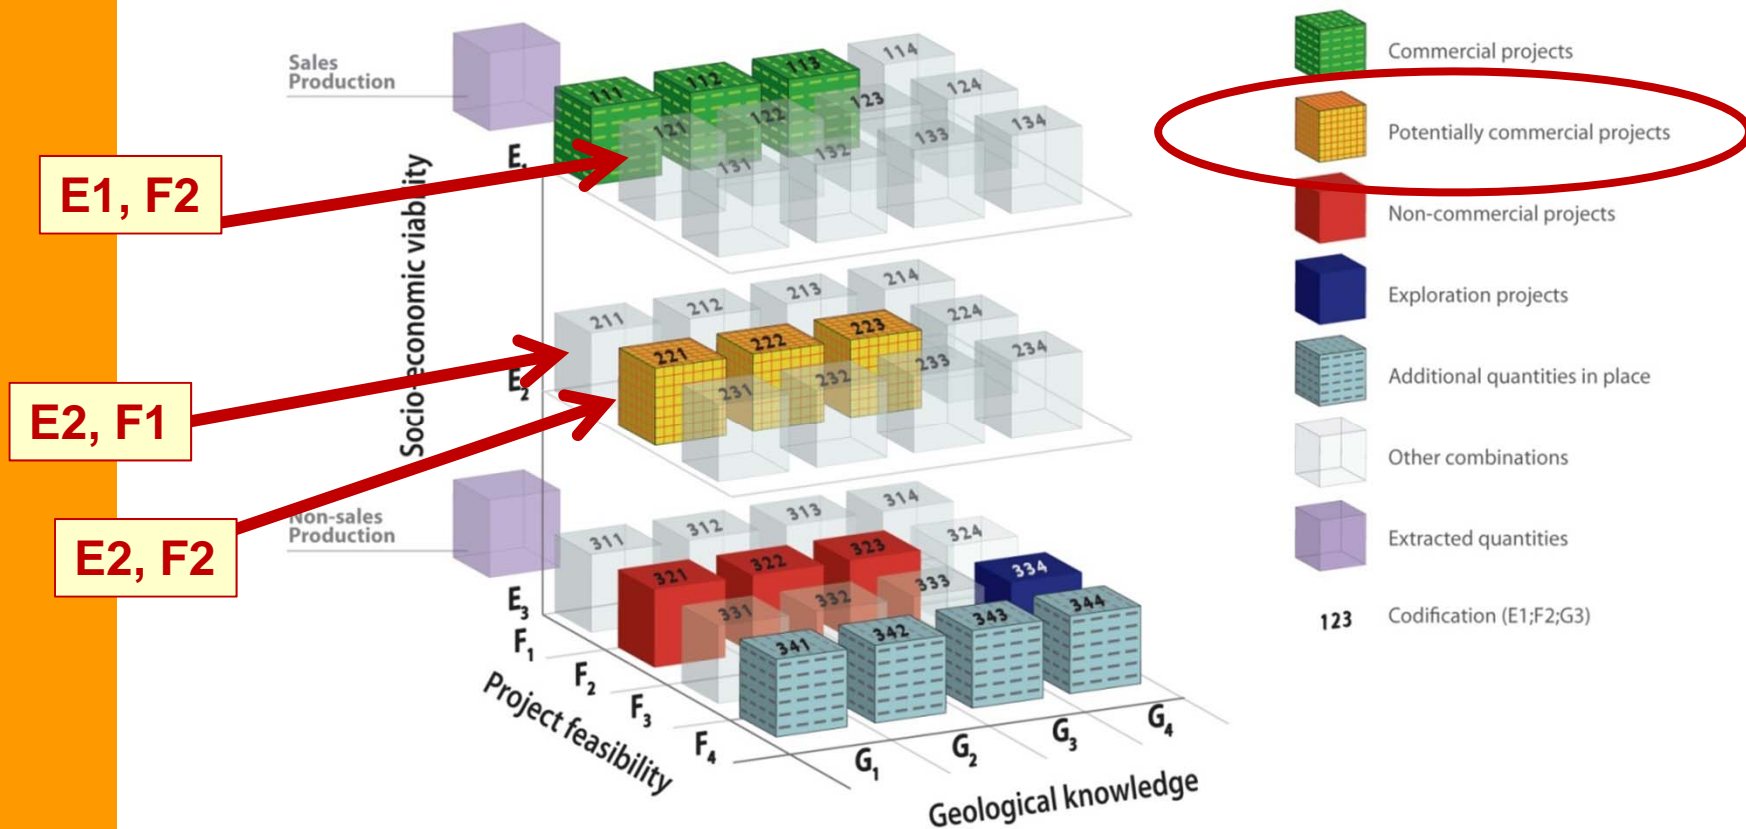 Sales
Production
E1, F2
E2, F1
E2, F2
Non-sales
Production
Socio-economic viability
E₁
E₂
E₃
111
112
113
114
121
122
123
124
131
132
133
134
211
212
213
214
221
222
223
224
231
232
233
234
311
312
313
314
321
322
323
324
331
332
333
334
341
342
343
344
F₁
F₂
F₃
F₄
Project feasibility
G₁
G₂
G₃
G₄
Geological knowledge
Commercial projects
Potentially commercial projects
Non-commercial projects
Exploration projects
Additional quantities in place
Other combinations
Extracted quantities
123 Codification (E1;F2;G3)